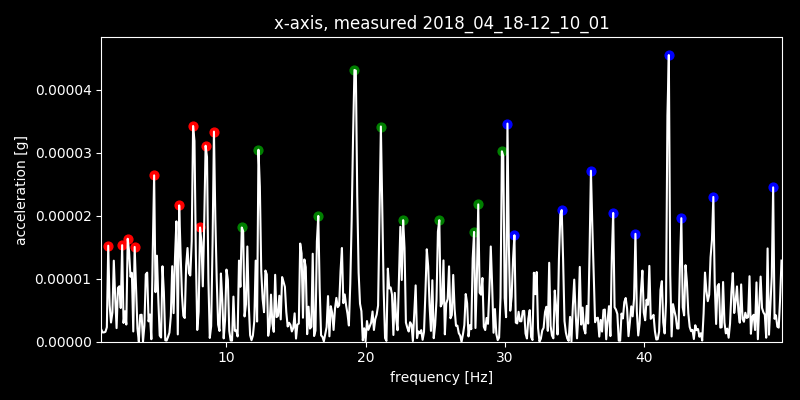 x-axis, measured 2018_04_18-12_10_01
acceleration [g]
0.00004
0.00003
0.00002
0.00001
0.00000
10 20 30 40
frequency [Hz]